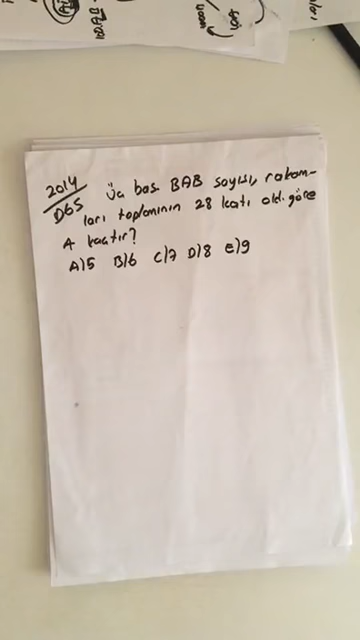 2014
DGS
Üç bas. BAB sayısı, rakam-
ları toplamının 28 katı old. göre
A kaçtır?
A)5 B)6 C)7 D)8 E)9